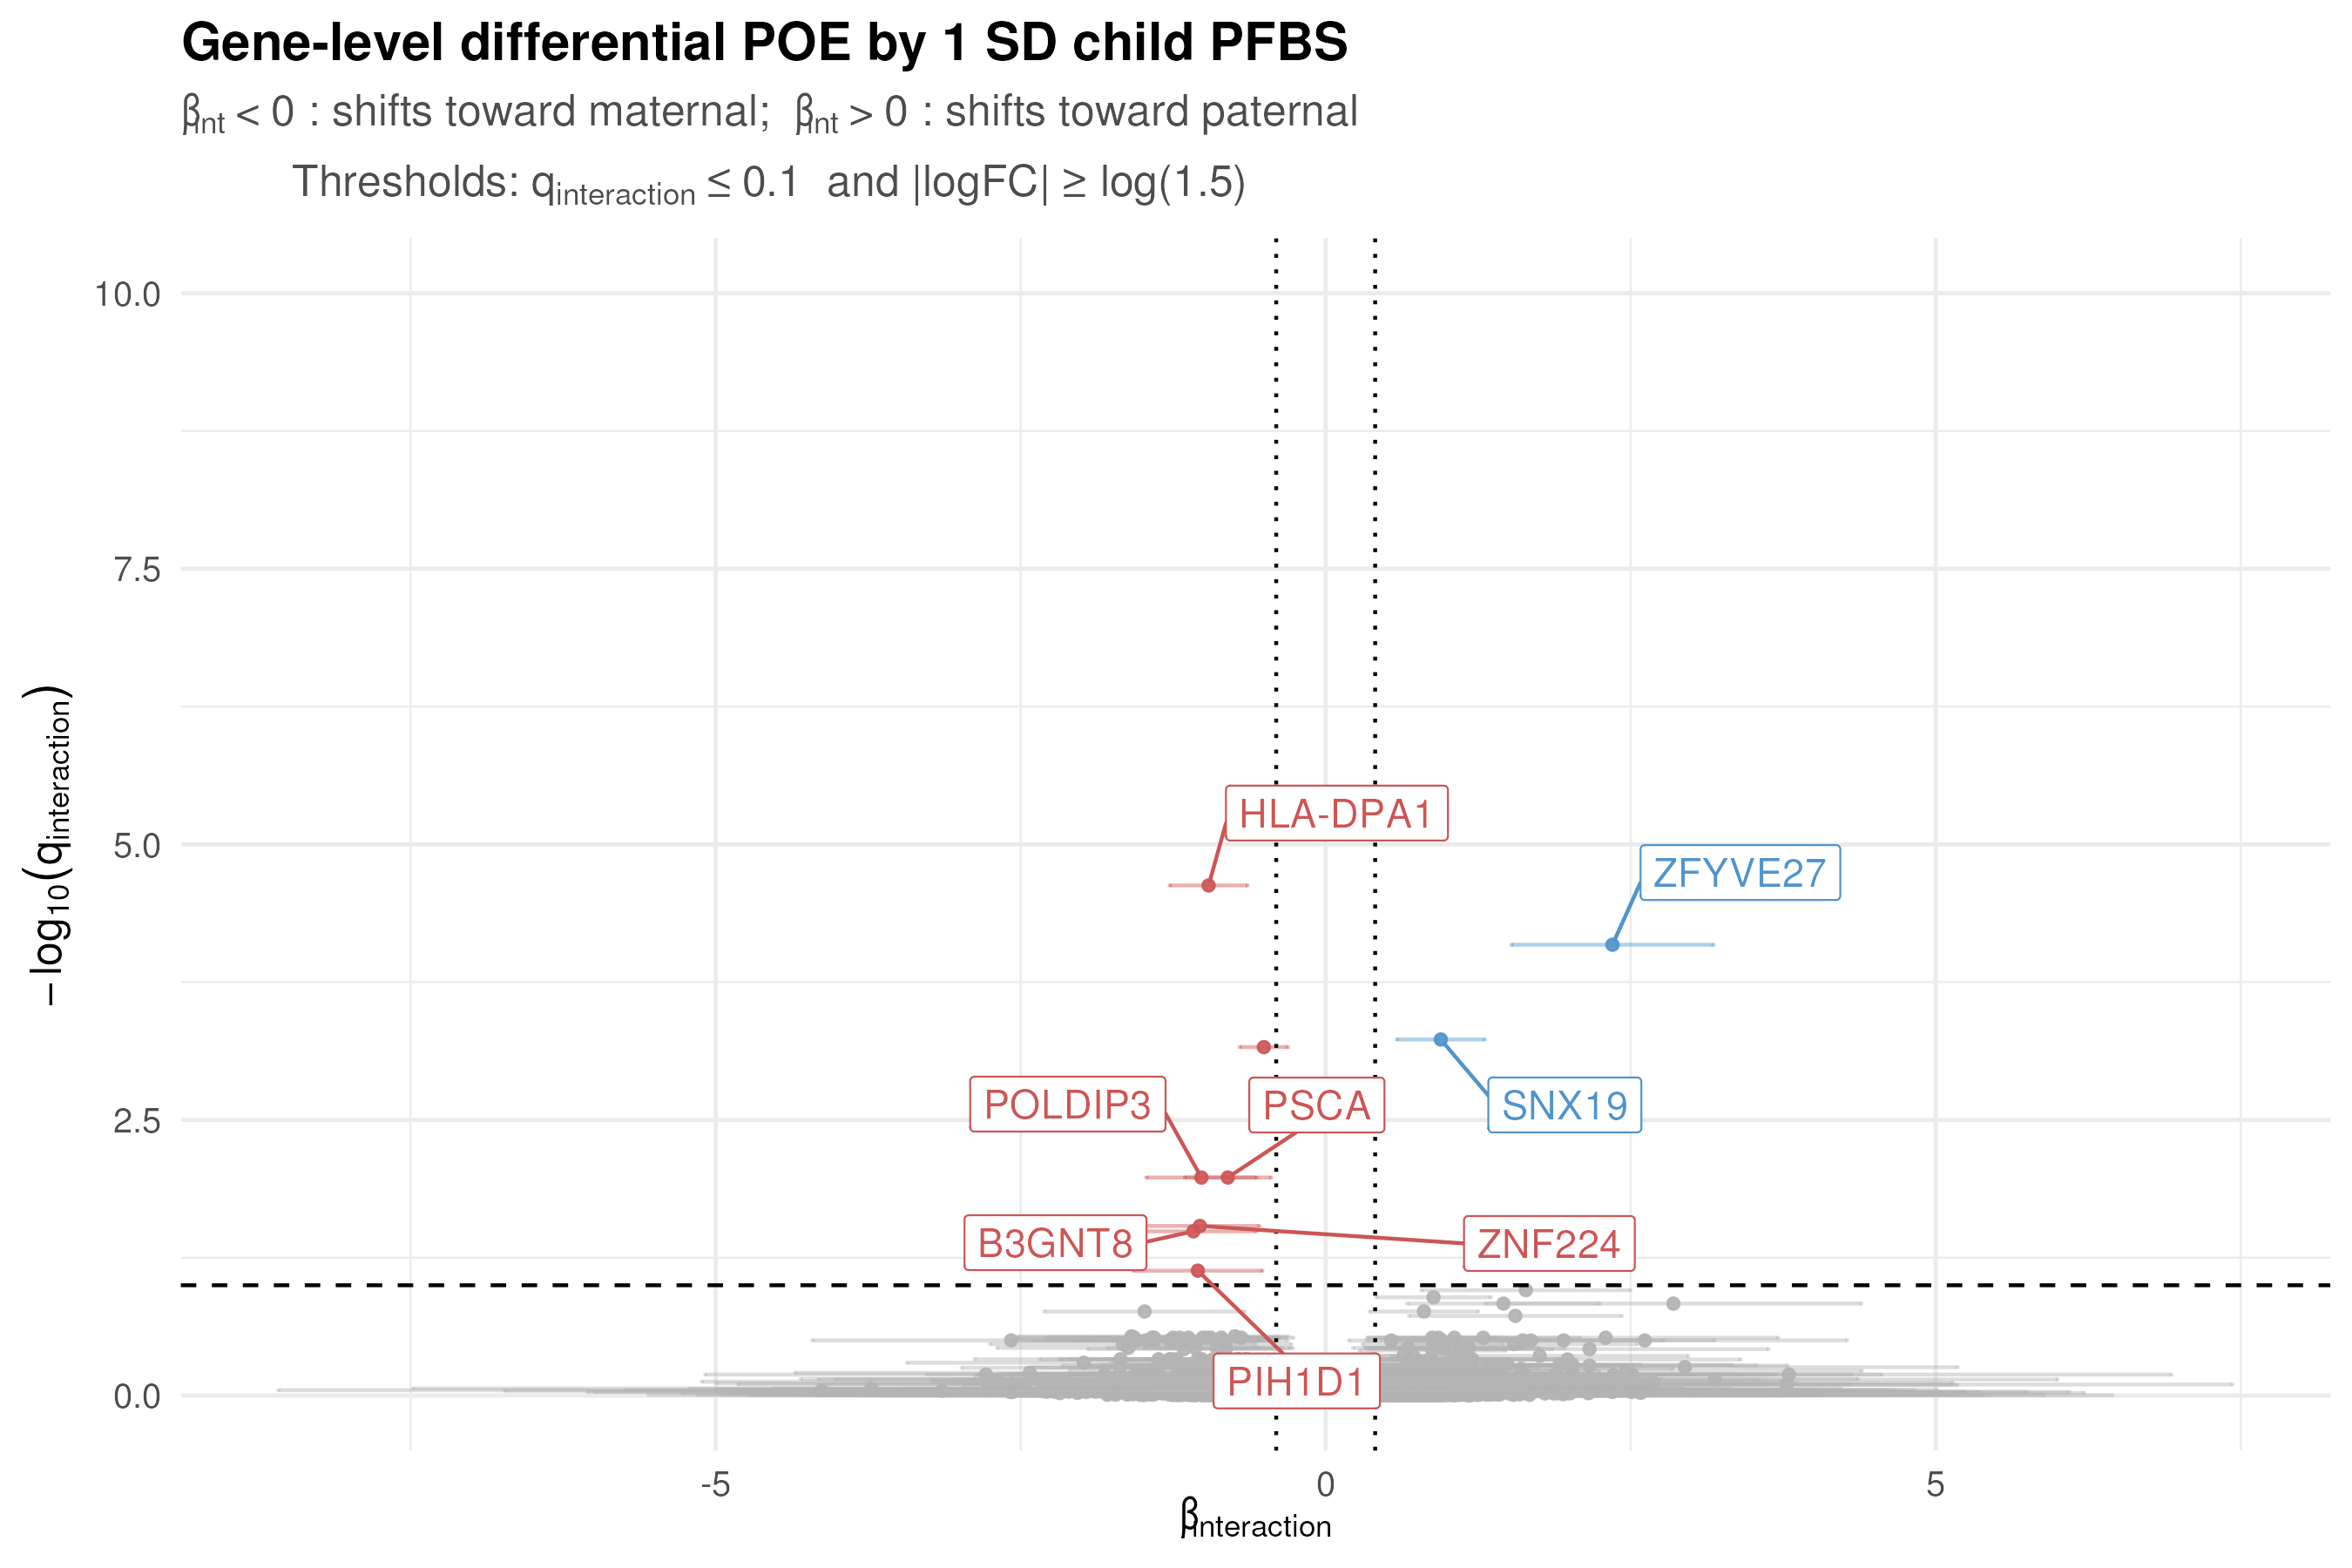 Gene-level differential POE by 1 SD child PFBS
βint < 0 : shifts toward maternal; βint > 0 : shifts toward paternal
Thresholds: qinteraction ≤ 0.1 and |logFC| ≥ log(1.5)
10.0
7.5
5.0
2.5
0.0
−log10(qinteraction)
HLA-DPA1
ZFYVE27
POLDIP3
PSCA
SNX19
B3GNT8
ZNF224
PIH1D1
-5
0
5
βinteraction